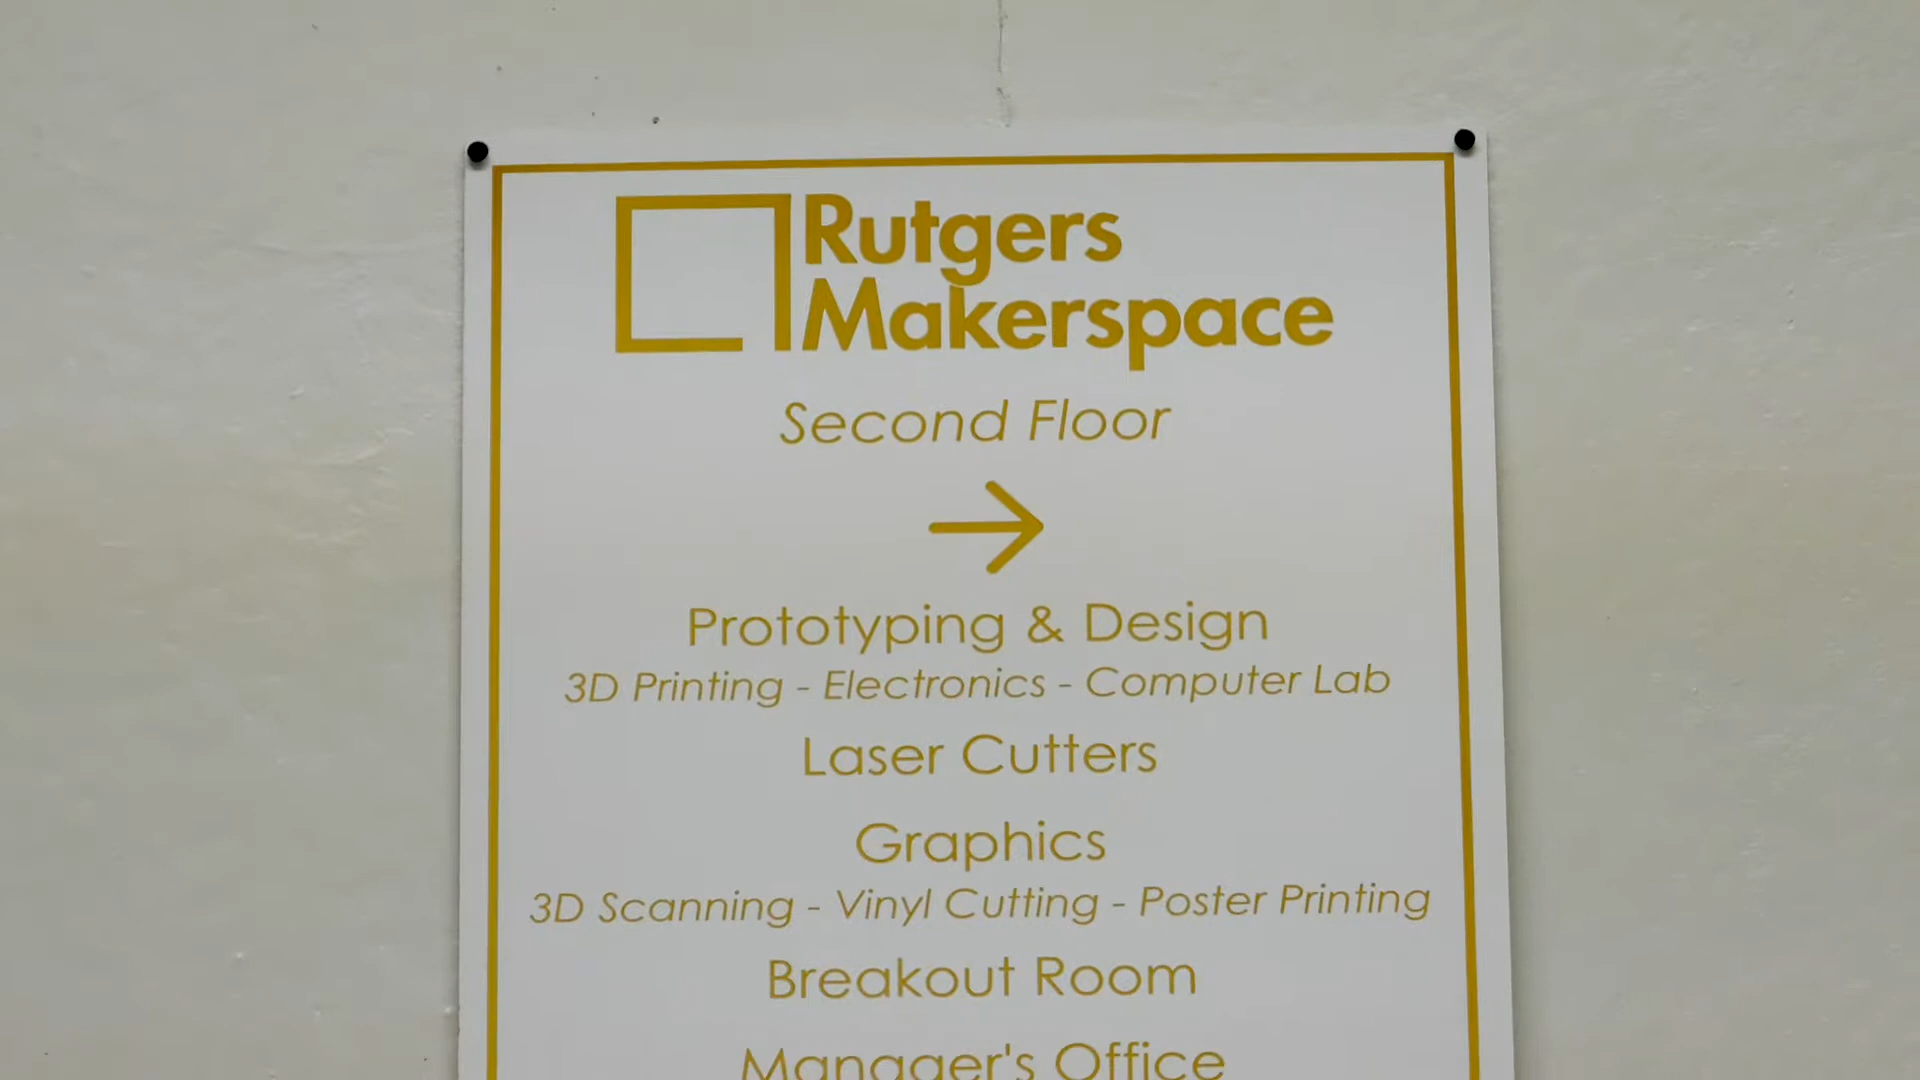 Rutgers
Makerspace
Second Floor
Prototyping & Design
3D Printing - Electronics - Computer Lab
Laser Cutters
Graphics
3D Scanning - Vinyl Cutting - Poster Printing
Breakout Room
Manager's Office